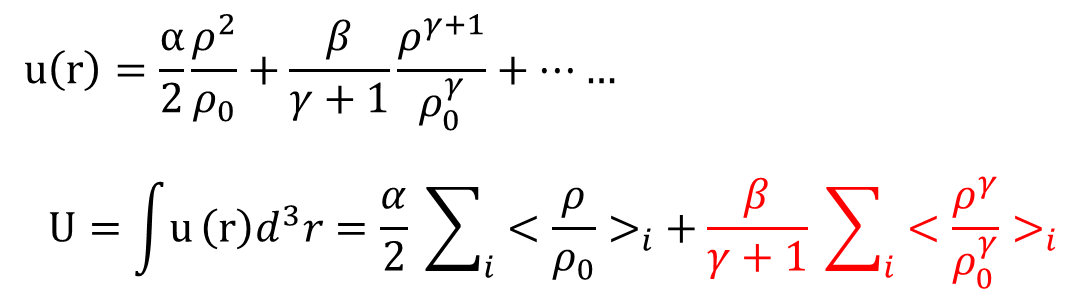 u(r) = α/2 ρ²/ρ₀ + β/(γ + 1) ρ^(γ+1)/ρ₀^γ + ⋯ ...
U = ∫ u (r)d³r = α/2 ∑ᵢ < ρ/ρ₀ >ᵢ + β/(γ + 1) ∑ᵢ < ρ^γ/ρ₀^γ >ᵢ